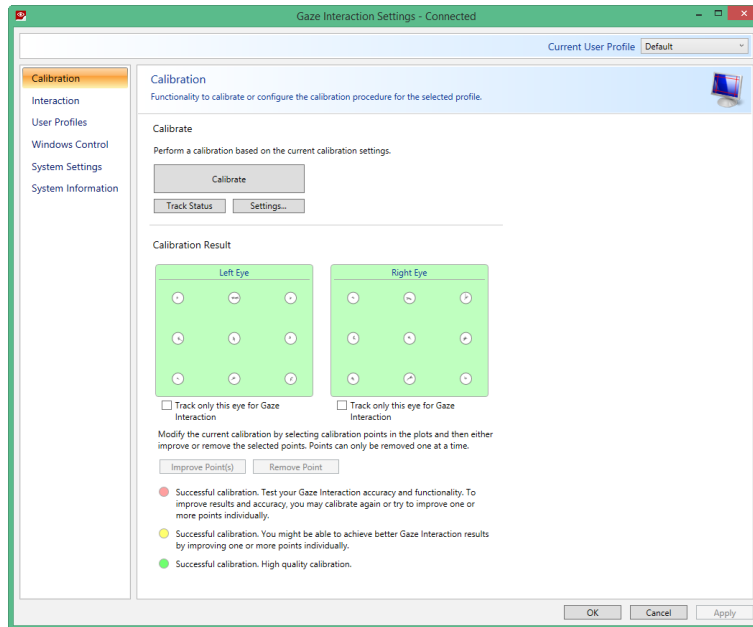 Gaze Interaction Settings - Connected
Current User Profile Default
Calibration
Interaction
User Profiles
Windows Control
System Settings
System Information
Calibration
Functionality to calibrate or configure the calibration procedure for the selected profile.
Calibrate
Perform a calibration based on the current calibration settings.
Calibrate
Track Status Settings...
Calibration Result
Left Eye Right Eye
Track only this eye for Gaze
Interaction
Track only this eye for Gaze
Interaction
Modify the current calibration by selecting calibration points in the plots and then either
improve or remove the selected points. Points can only be removed one at a time.
Improve Point(s) Remove Point
Successful calibration. Test your Gaze Interaction accuracy and functionality. To
improve results and accuracy, you may calibrate again or try to improve one or
more points individually.
Successful calibration. You might be able to achieve better Gaze Interaction results
by improving one or more points individually.
Successful calibration. High quality calibration.
OK Cancel Apply